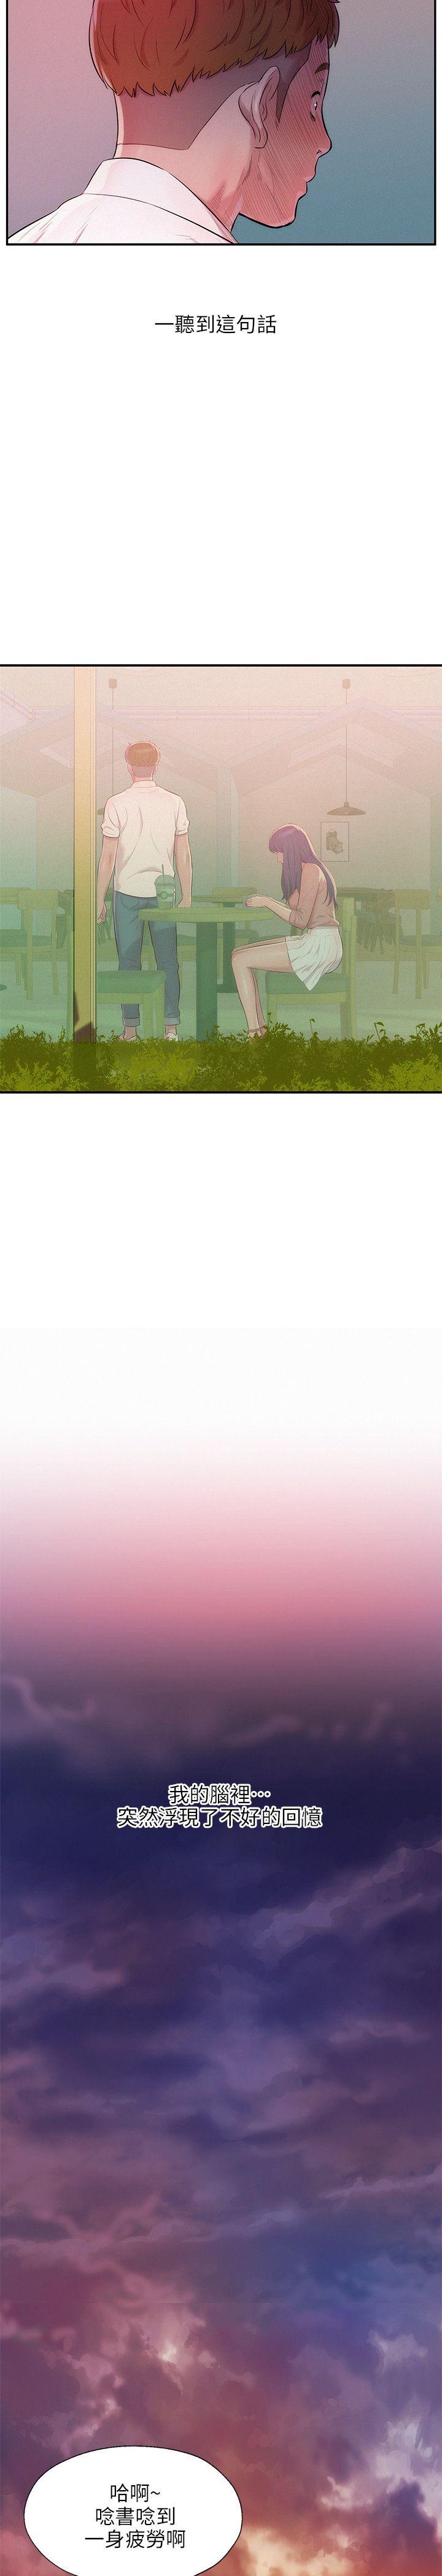 一聽到這句話
我的腦裡…
突然浮現了不好的回憶
哈啊~
唸書唸到
一身疲勞啊